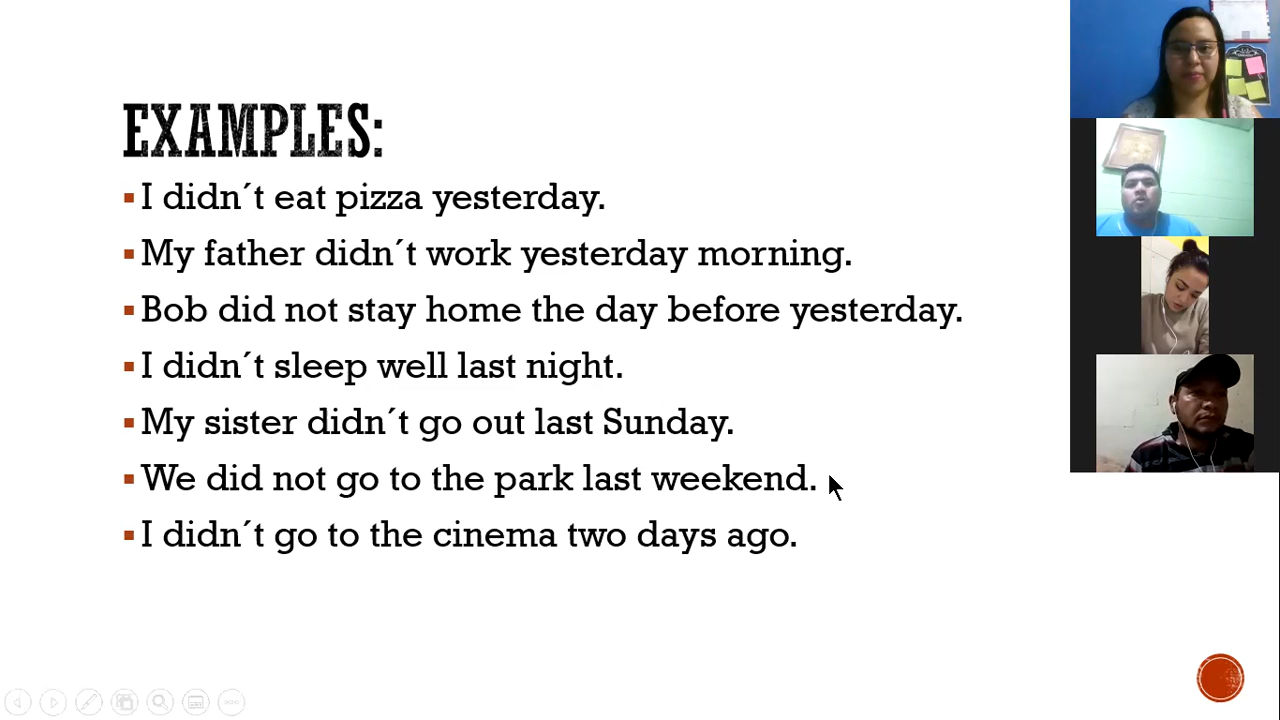 EXAMPLES:
I didn´t eat pizza yesterday.
My father didn´t work yesterday morning.
Bob did not stay home the day before yesterday.
I didn´t sleep well last night.
My sister didn´t go out last Sunday.
We did not go to the park last weekend.
I didn´t go to the cinema two days ago.